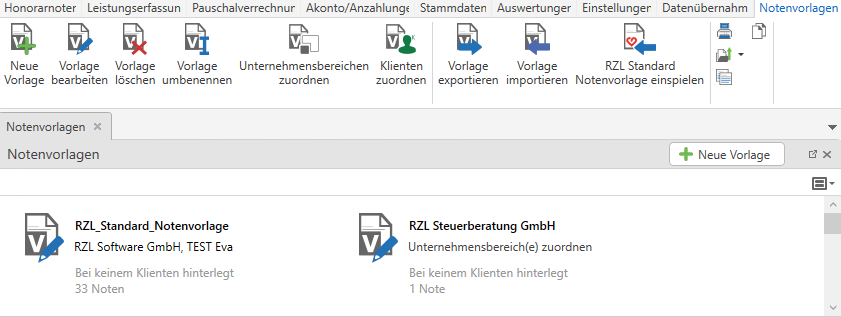 Honorarnoter Leistungserfassun Pauschalverrechnur Akonto/Anzahlunge Stammdaten Auswertunger Einstellunger Datenübernahm Notenvorlagen
Neue Vorlage
Vorlage bearbeiten
Vorlage löschen
Vorlage umbenennen
Unternehmensbereichen zuordnen
Klienten zuordnen
Vorlage exportieren
Vorlage importieren
RZL Standard Notenvorlage einspielen
Notenvorlagen
Notenvorlagen
Neue Vorlage
RZL_Standard_Notenvorlage
RZL Software GmbH, TEST Eva
Bei keinem Klienten hinterlegt
33 Noten
RZL Steuerberatung GmbH
Unternehmensbereich(e) zuordnen
Bei keinem Klienten hinterlegt
1 Note